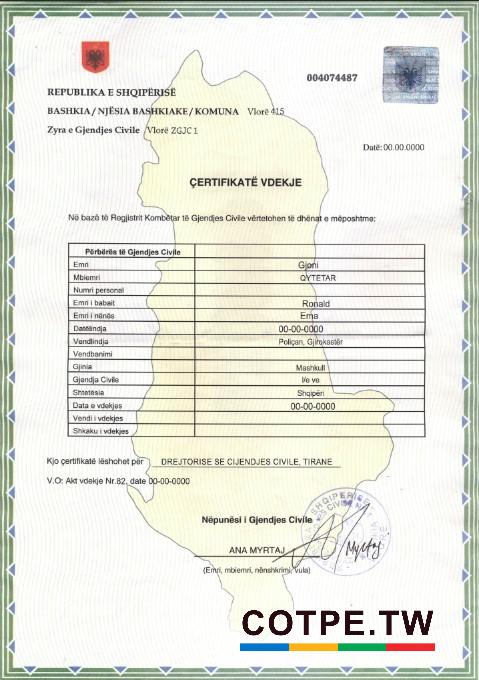 004074487
REPUBLIKA E SHQIPËRISË
BASHKIA / NJËSIA BASHKIAKE / KOMUNA Vlorë 415
Zyra e Gjendjes Civile Vlorë ZGJC 1
Datë: 00.00.0000
ÇERTIFIKATË VDEKJE
Në bazë të Regjistrit Kombëtar të Gjendjes Civile vërtetohen të dhënat e mëposhtme:
Përbërës të Gjendjes Civile
Emri Gjoni
Mbiemri QYTETAR
Numri personal
Emri i babait Ronald
Emri i nënës Ema
Datëlindja 00-00-0000
Vendlindja Poliçan, Gjirokastër
Vendbanimi
Gjinia Mashkull
Gjendja Civile I/e ve
Shtetësia Shqipëri
Data e vdekjes 00-00-0000
Vendi i vdekjes
Shkaku i vdekjes
Kjo çertifikatë lëshohet për DREJTORISE SE CIJENDJES CIVILE, TIRANE
V.O: Akt vdekje Nr.82, date 00-00-0000
Nëpunësi i Gjendjes Civile
ANA MYRTAJ
Myrtaj
(Emri, mbiemri, nënshkrimi, vula)
COTPE.TW